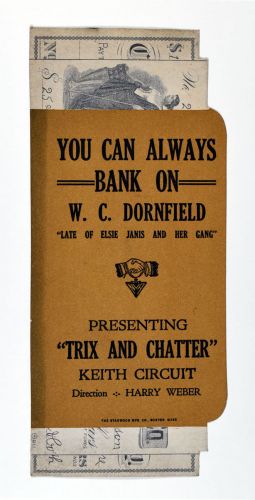 YOU CAN ALWAYS
BANK ON
W. C. DORNFIELD
"LATE OF ELSIE JANIS AND HER GANG"
PRESENTING
"TRIX AND CHATTER"
KEITH CIRCUIT
Direction -:- HARRY WEBER